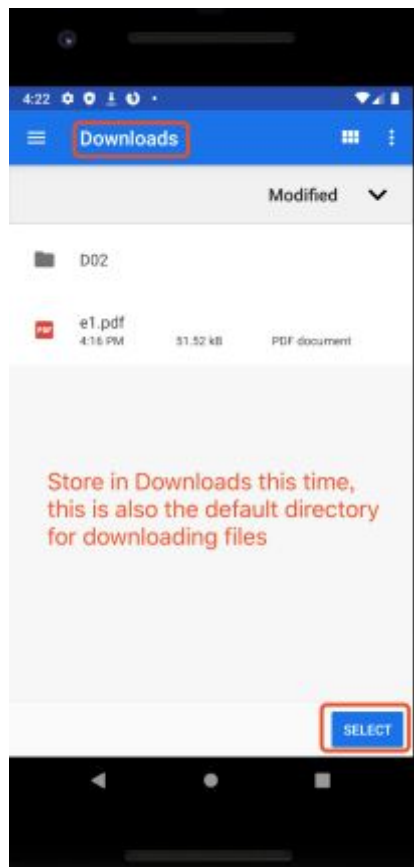 4:22
Downloads
Modified
D02
PDF
e1.pdf
4:16 PM 51.52 kB PDF document
Store in Downloads this time,
this is also the default directory
for downloading files
SELECT